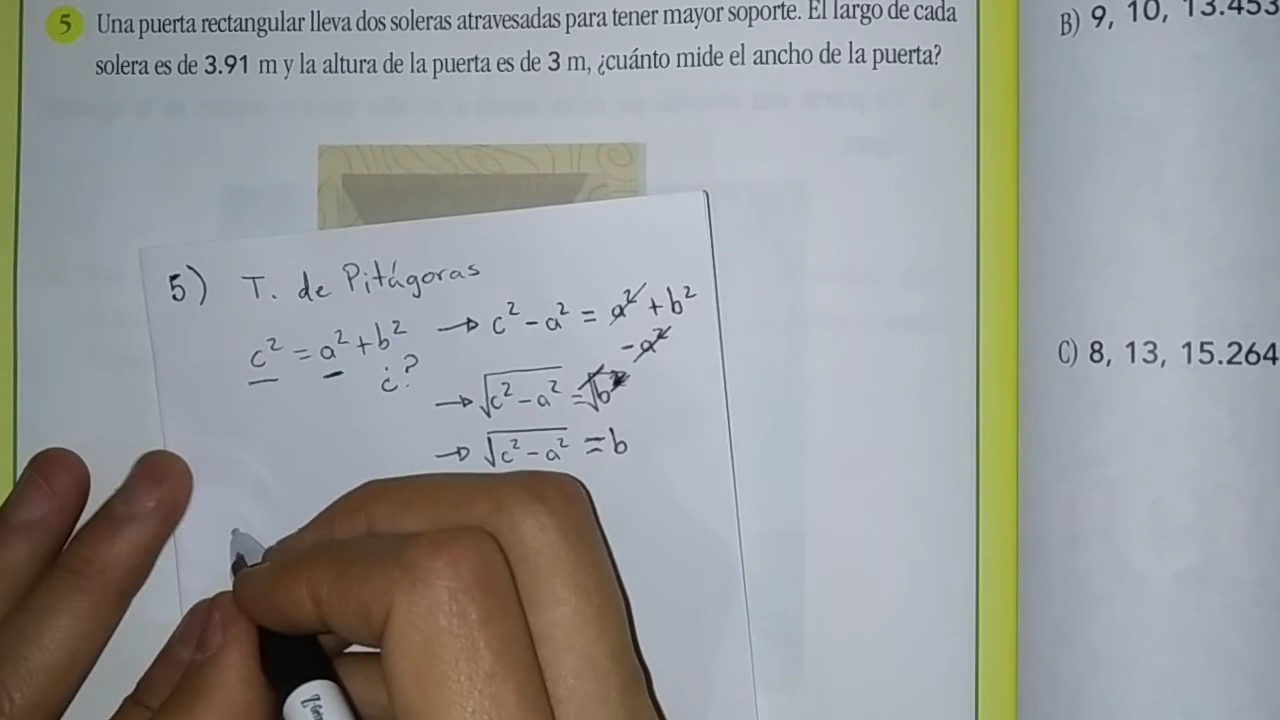 5 Una puerta rectangular lleva dos soleras atravesadas para tener mayor soporte. El largo de cada
solera es de 3.91 m y la altura de la puerta es de 3 m, ¿cuánto mide el ancho de la puerta?
5) T. de Pitágoras
c² = a² + b² → c² - a² = a² + b²
- a²
¿?
→ √c² - a² = √b²
→ √c² - a² = b
B) 9, 10, 13.453
C) 8, 13, 15.264